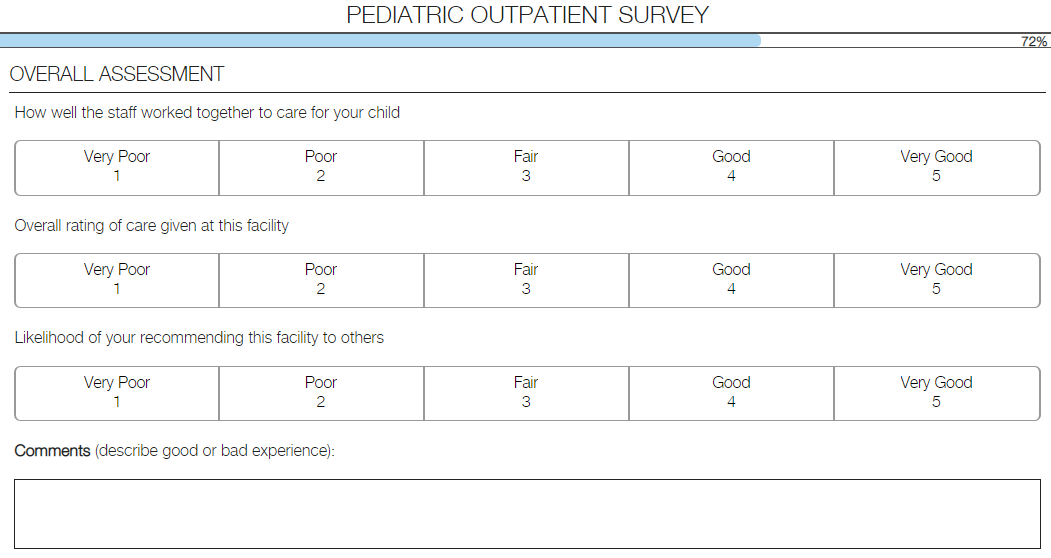 PEDIATRIC OUTPATIENT SURVEY
72%
OVERALL ASSESSMENT
How well the staff worked together to care for your child
Very Poor Poor Fair Good Very Good
1 2 3 4 5
Overall rating of care given at this facility
Very Poor Poor Fair Good Very Good
1 2 3 4 5
Likelihood of your recommending this facility to others
Very Poor Poor Fair Good Very Good
1 2 3 4 5
Comments (describe good or bad experience):